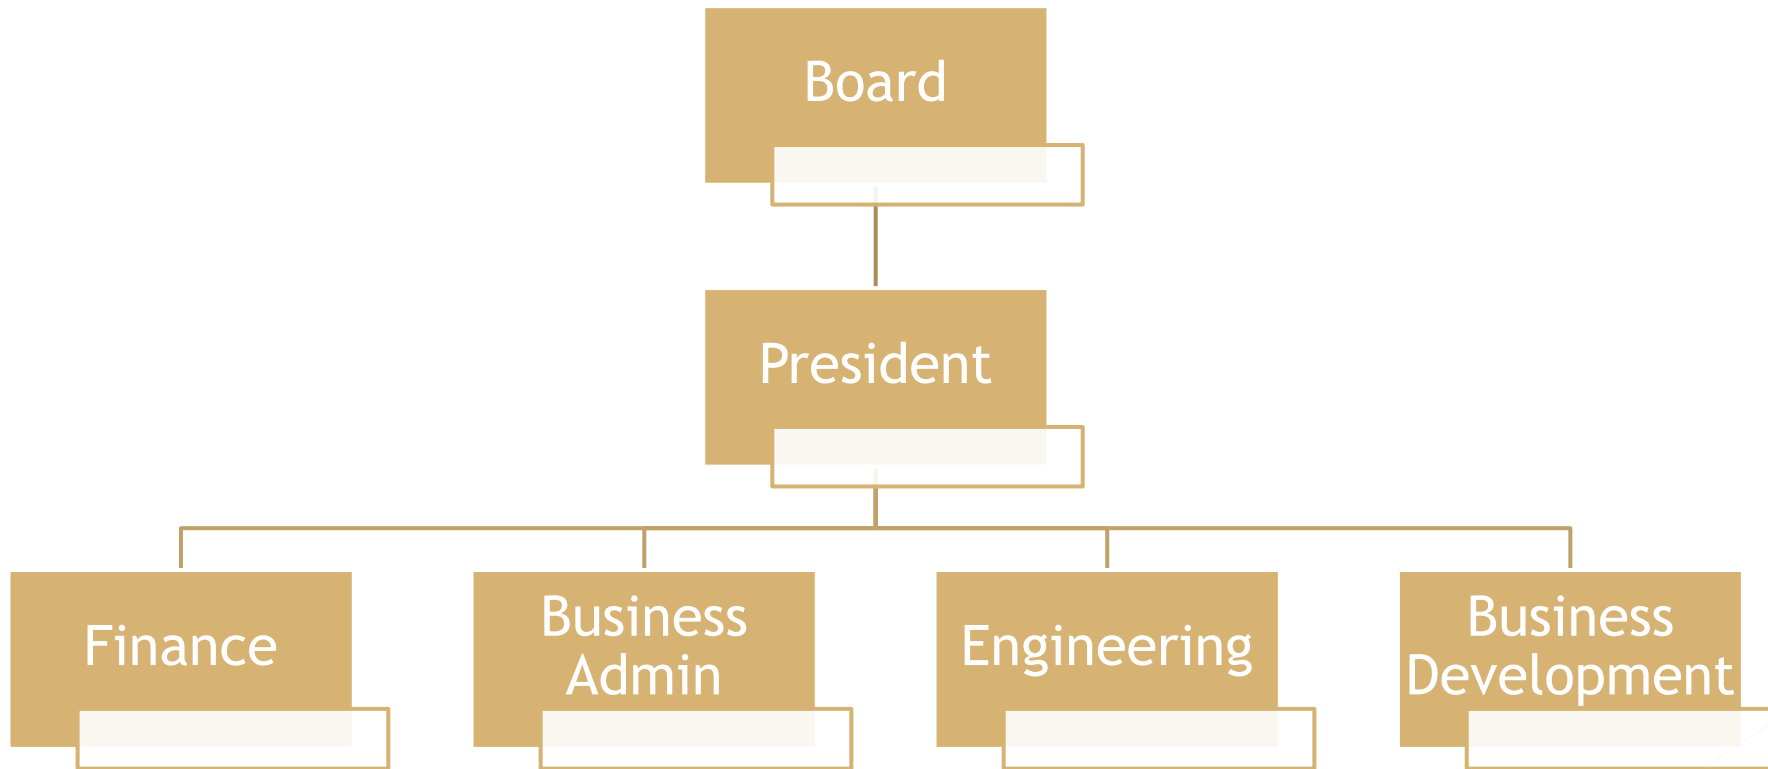 Board
President
Finance
Business
Admin
Engineering
Business
Development